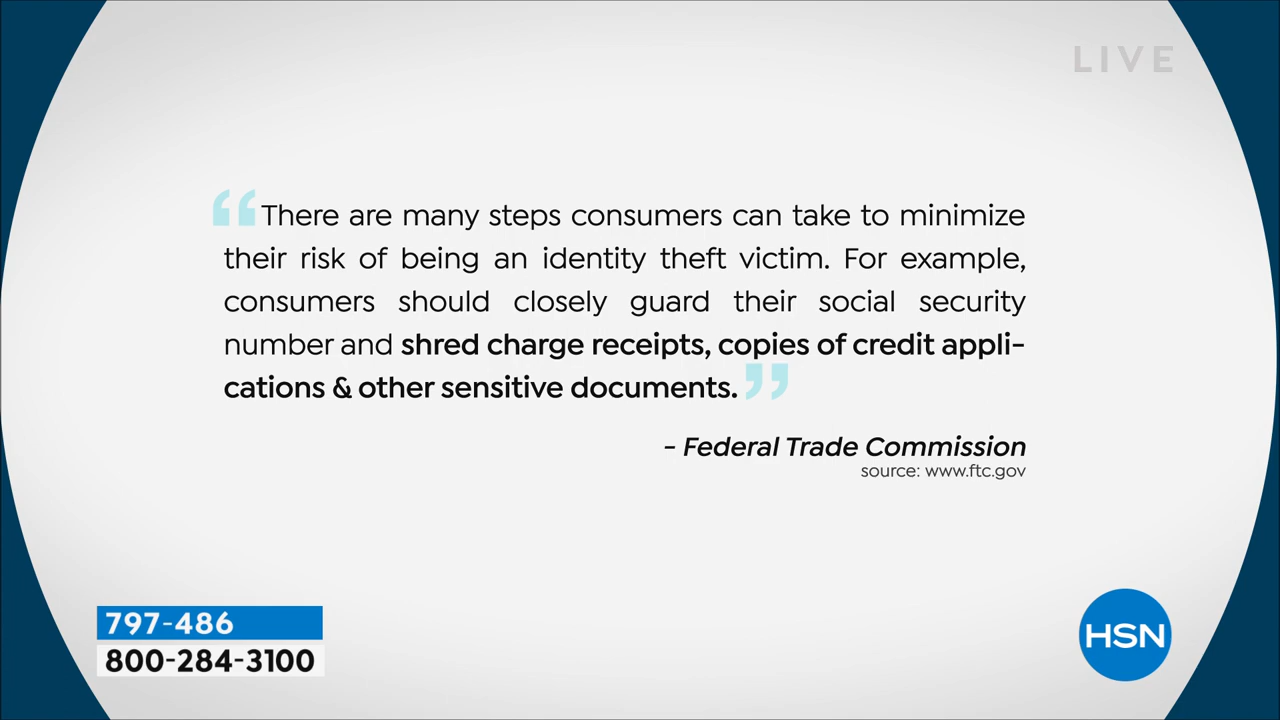 LIVE
“There are many steps consumers can take to minimize
their risk of being an identity theft victim. For example,
consumers should closely guard their social security
number and shred charge receipts, copies of credit appli-
cations & other sensitive documents.”
- Federal Trade Commission
source: www.ftc.gov
797-486
800-284-3100
HSN